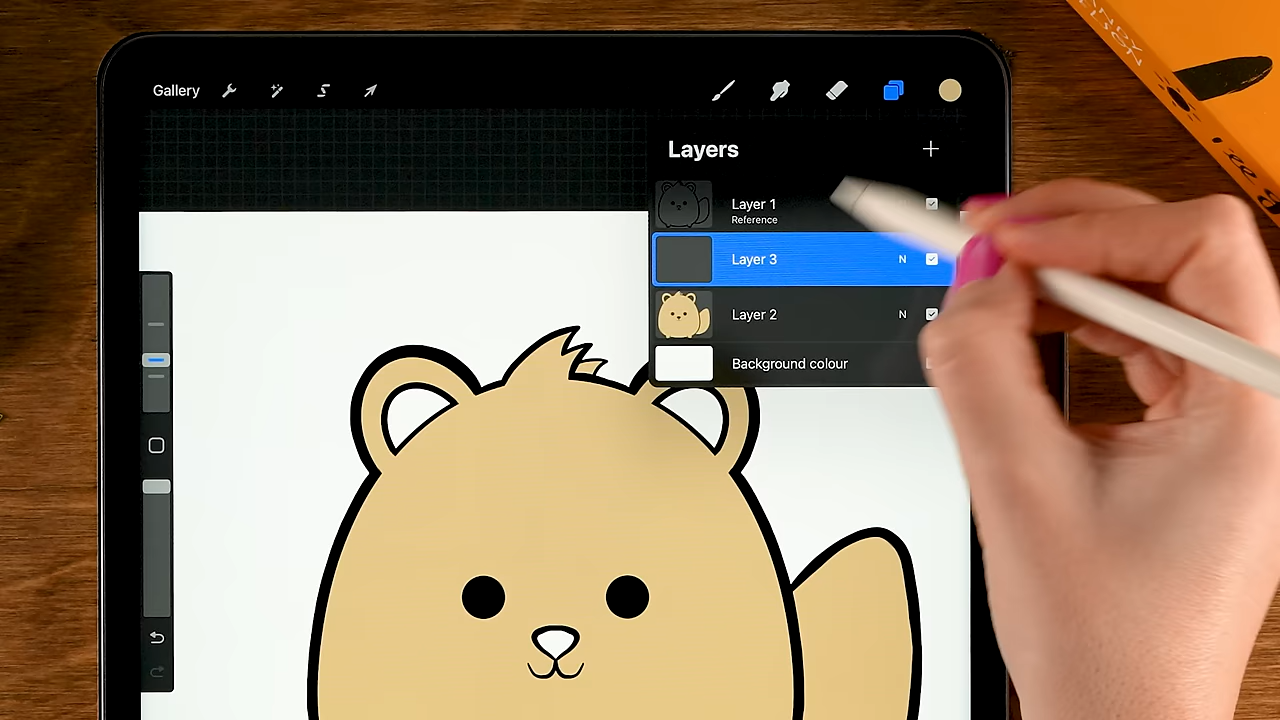 Gallery
Layers
Layer 1
Reference
Layer 3
N
Layer 2
N
Background colour